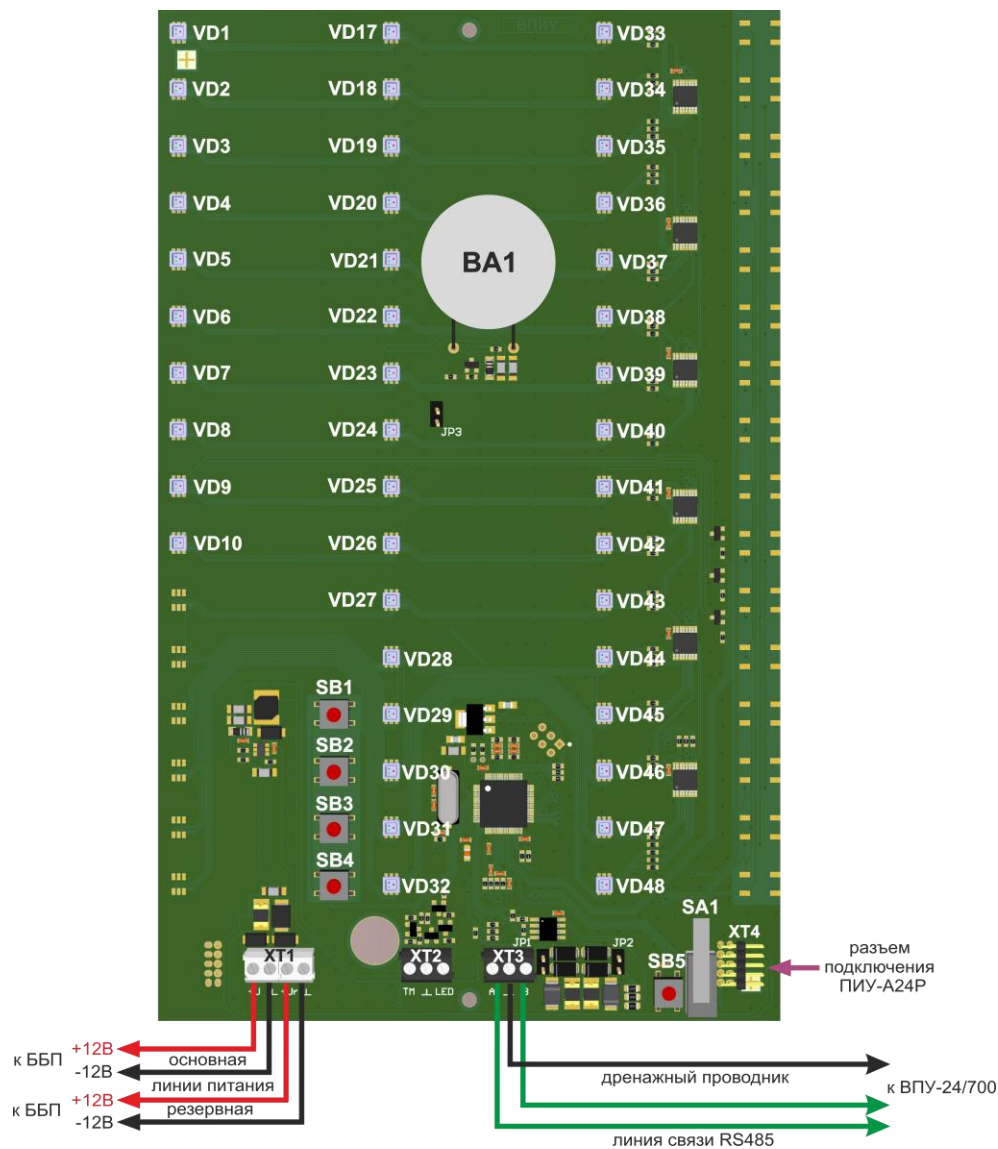 ВПИУ
VD1 VD17 VD33
VD2 VD18 VD34
VD3 VD19 VD35
VD4 VD20 VD36
VD5 VD21 BA1 VD37
VD6 VD22 VD38
VD7 VD23 VD39
VD8 VD24 JP3 VD40
VD9 VD25 VD41
VD10 VD26 VD42
VD27 VD43
VD28 VD44
SB1
VD29 VD45
SB2
VD30 VD46
SB3
VD31 VD47
SB4
VD32 VD48
SA1
XT4
JP1 JP2
XT1 XT2 XT3 SB5
TM ⊥ LED
разъем
подключения
ПИУ-А24Р
к ББП +12В основная
-12В
линии питания
к ББП +12В резервная
-12В
дренажный проводник
к ВПУ-24/700
линия связи RS485